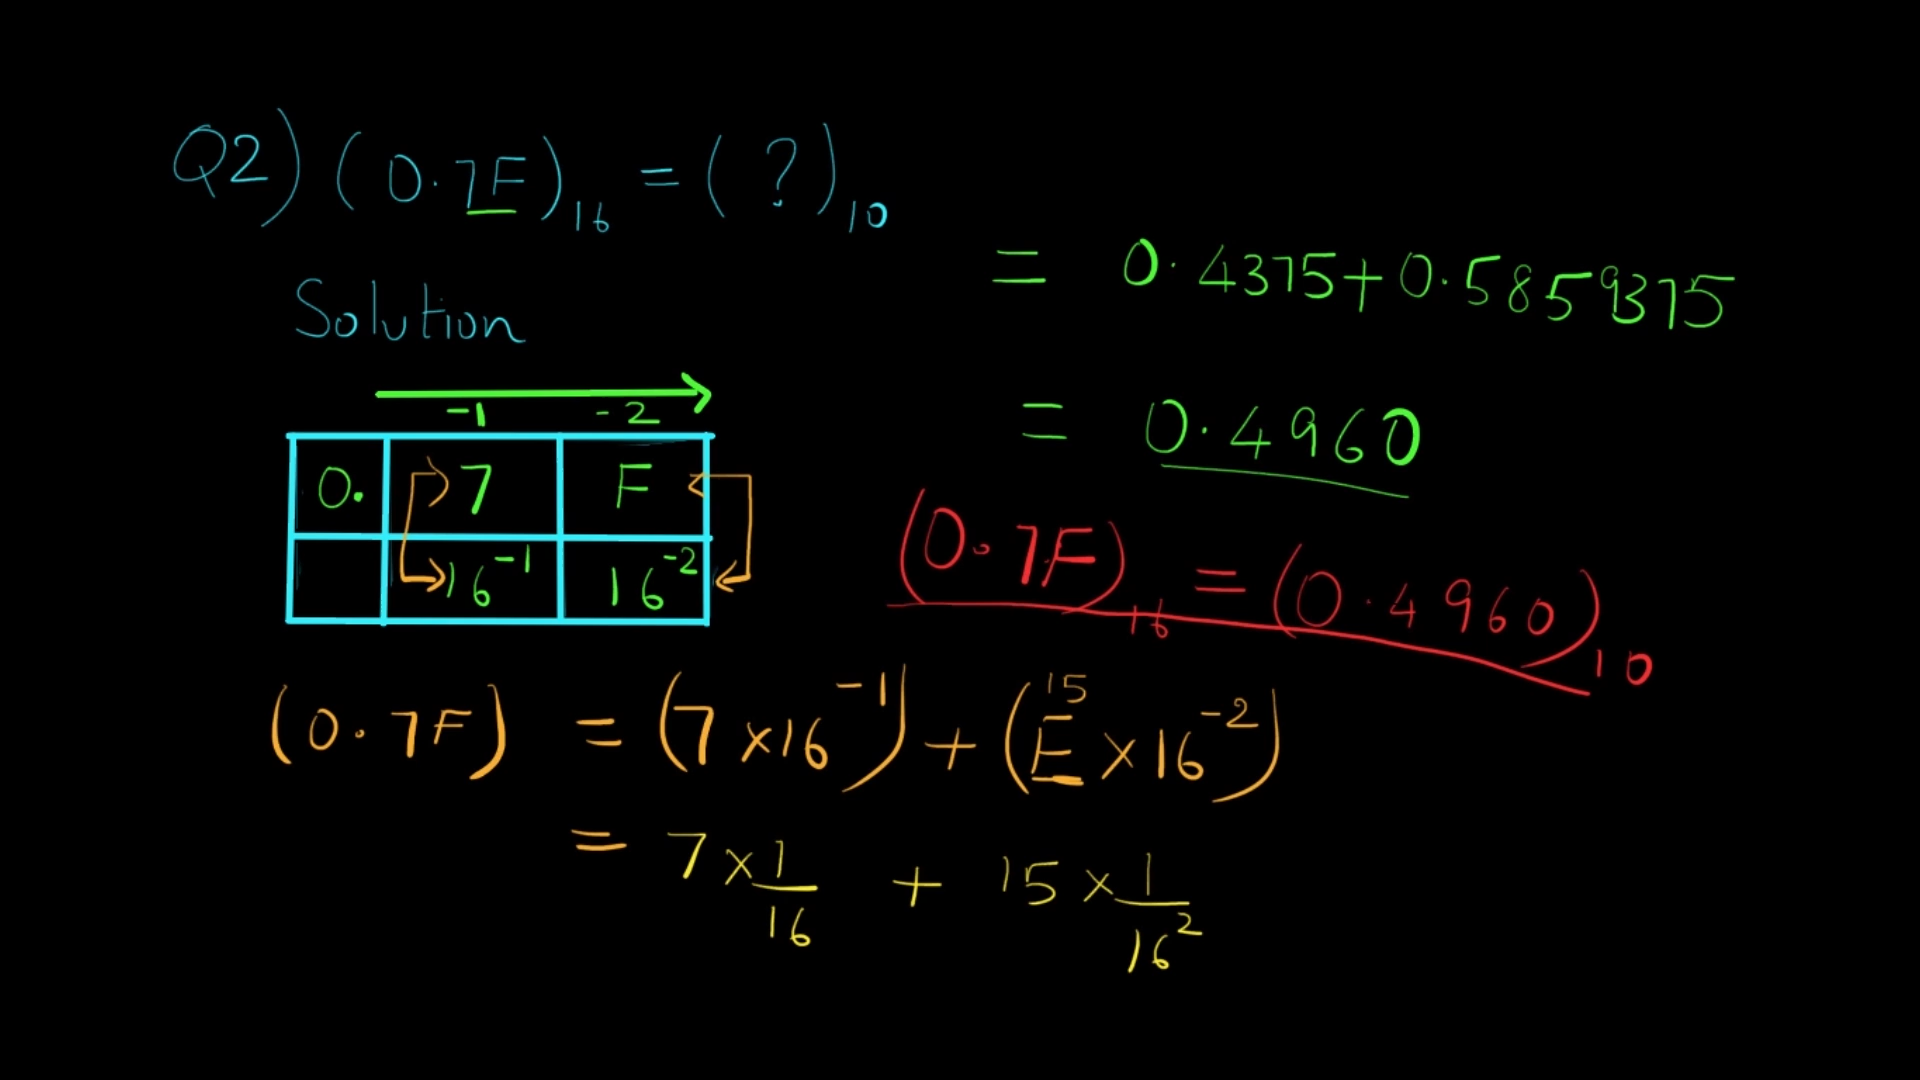 Q2) (0.7F)₁₆ = (?)₁₀
Solution
-1 -2
0. 7 F
16⁻¹ 16⁻²
(0.7F) = (7 × 16⁻¹) + (F × 16⁻²)
15
= 7 × 1/16 + 15 × 1/16²
= 0.4375 + 0.5859375
= 0.4960
(0.7F)₁₆ = (0.4960)₁₀